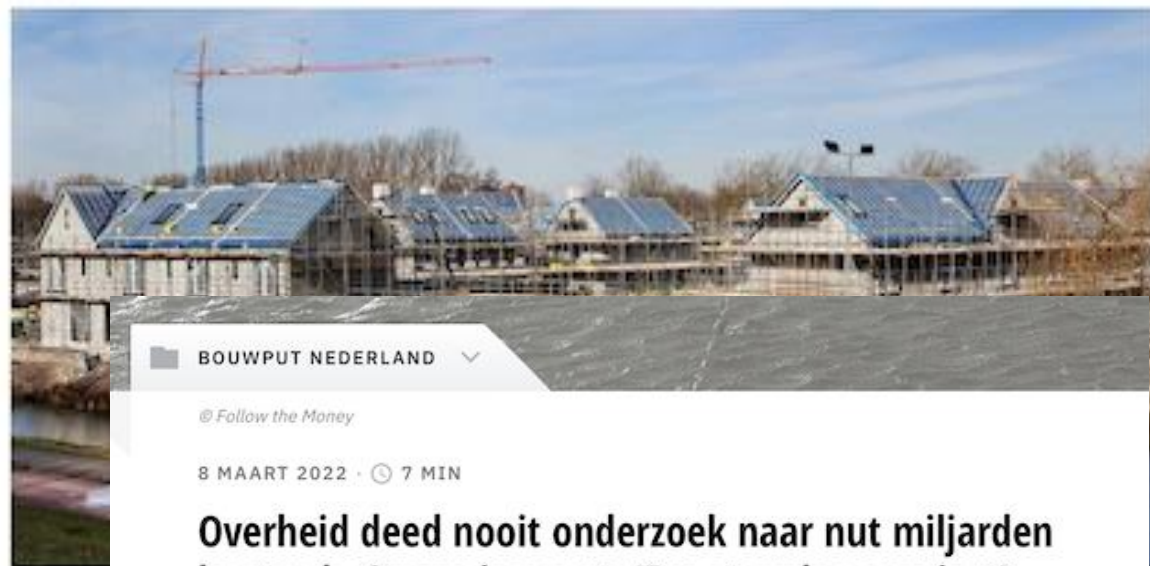 BOUWPUT NEDERLAND
© Follow the Money
8 MAART 2022 · 7 MIN
Overheid deed nooit onderzoek naar nut miljarden